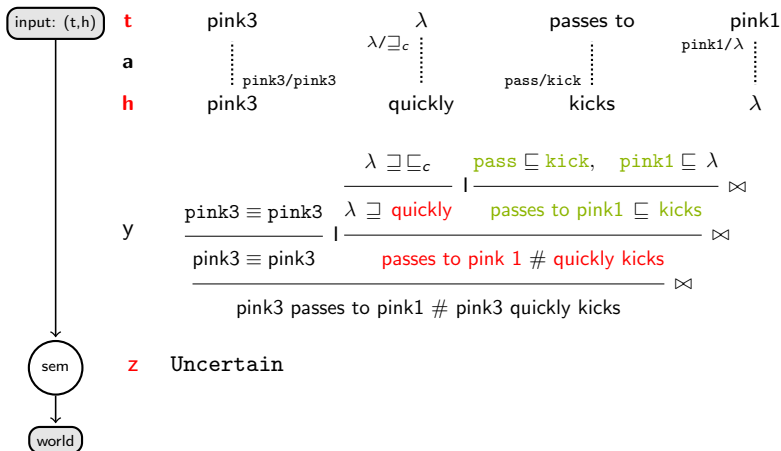 input: (t,h) t pink3 λ passes to pink1
λ/⊒c pink1/λ
a
pink3/pink3 pass/kick
h pink3 quickly kicks λ
λ ⊒⊑c pass ⊑ kick, pink1 ⊑ λ
I ⋈
y pink3 ≡ pink3 λ ⊒ quickly passes to pink1 ⊑ kicks
I ⋈
pink3 ≡ pink3 passes to pink 1 # quickly kicks
⋈
pink3 passes to pink1 # pink3 quickly kicks
sem z Uncertain
world